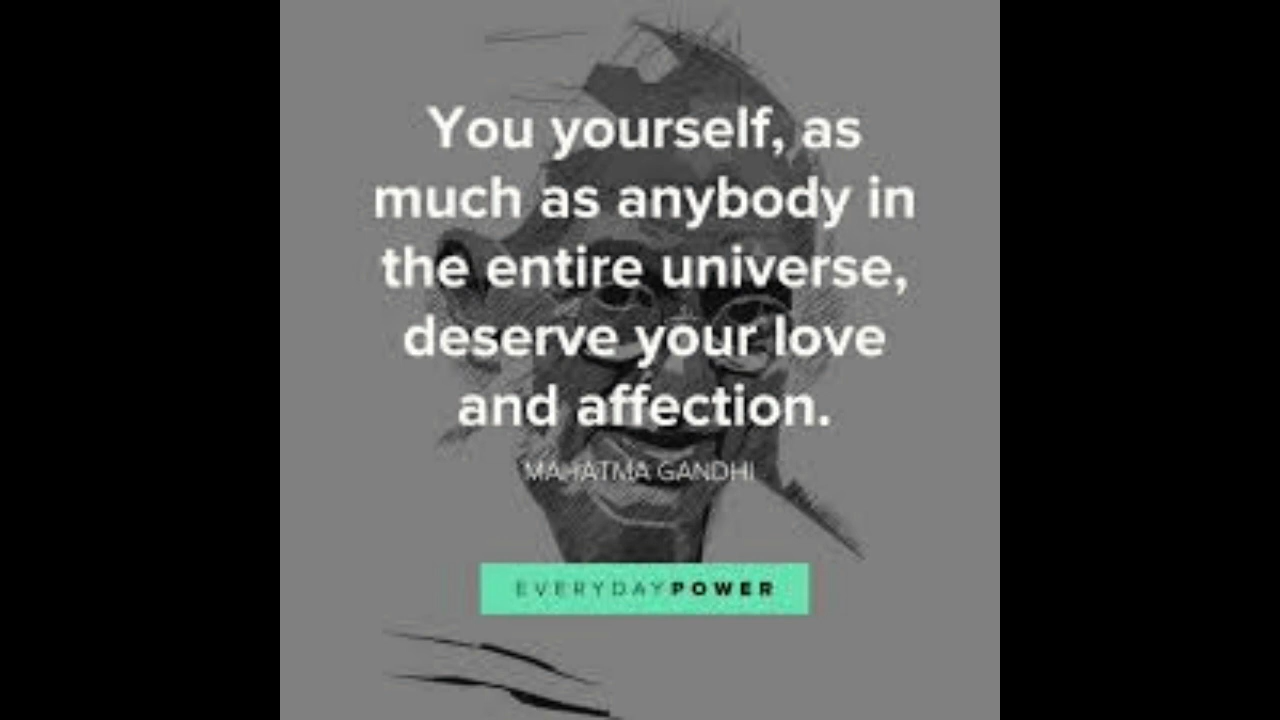 You yourself, as
much as anybody in
the entire universe,
deserve your love
and affection.
MAHATMA GANDHI
EVERYDAYPOWER